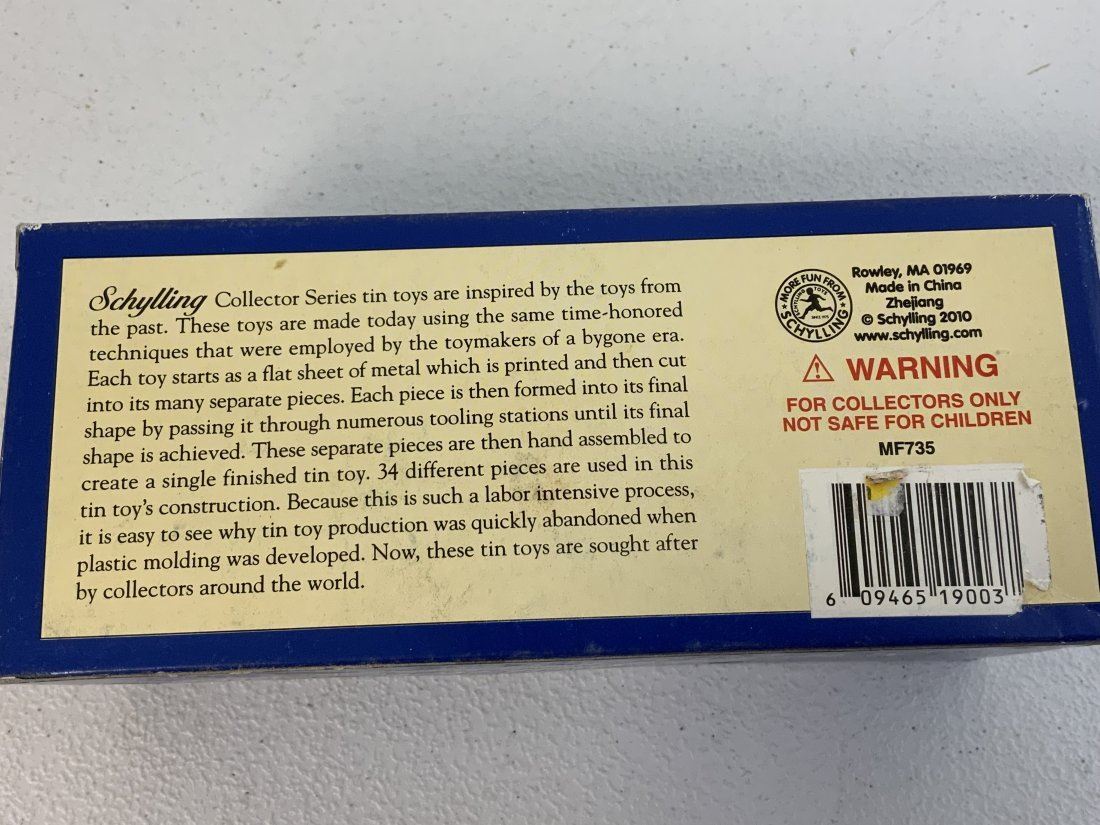 Schylling Collector Series tin toys are inspired by the toys from
the past. These toys are made today using the same time-honored
techniques that were employed by the toymakers of a bygone era.
Each toy starts as a flat sheet of metal which is printed and then cut
into its many separate pieces. Each piece is then formed into its final
shape by passing it through numerous tooling stations until its final
shape is achieved. These separate pieces are then hand assembled to
create a single finished tin toy. 34 different pieces are used in this
tin toy's construction. Because this is such a labor intensive process,
it is easy to see why tin toy production was quickly abandoned when
plastic molding was developed. Now, these tin toys are sought after
by collectors around the world.
MORE FUN FROM
SCHYLLING
Rowley, MA 01969
Made in China
Zhejiang
© Schylling 2010
www.schylling.com
WARNING
FOR COLLECTORS ONLY
NOT SAFE FOR CHILDREN
MF735
6 09465 19003